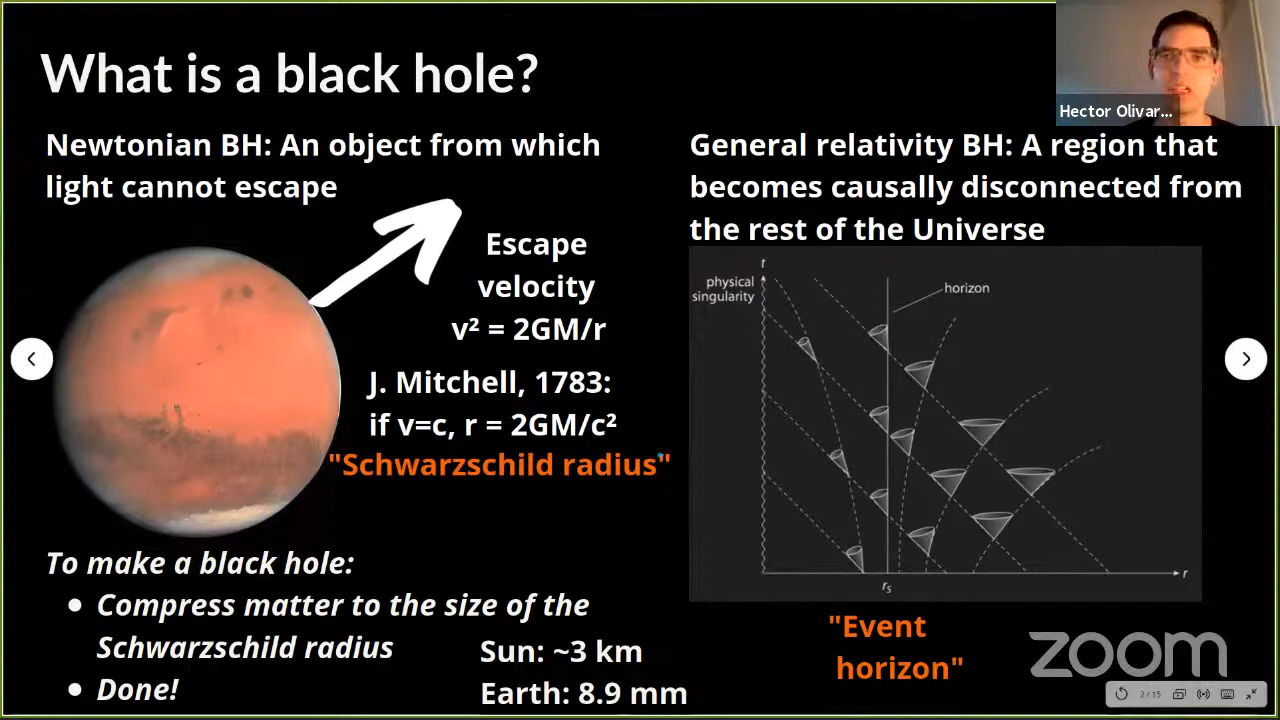 What is a black hole?
Hector Olivar...
Newtonian BH: An object from which
light cannot escape
Escape
velocity
v² = 2GM/r
J. Mitchell, 1783:
if v=c, r = 2GM/c²
"Schwarzschild radius"
To make a black hole:
Compress matter to the size of the
Schwarzschild radius
Done!
Sun: ~3 km
Earth: 8.9 mm
General relativity BH: A region that
becomes causally disconnected from
the rest of the Universe
t
physical
singularity
horizon
r
rₛ
"Event
horizon"
zoom
2/15